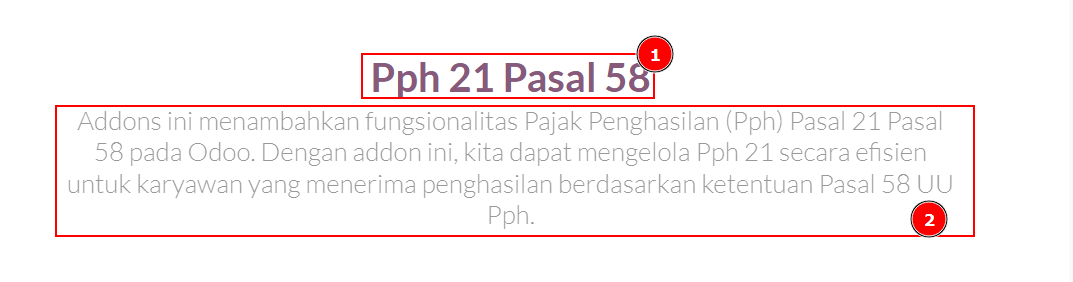 1
Pph 21 Pasal 58
Addons ini menambahkan fungsionalitas Pajak Penghasilan (Pph) Pasal 21 Pasal
58 pada Odoo. Dengan addon ini, kita dapat mengelola Pph 21 secara efisien
untuk karyawan yang menerima penghasilan berdasarkan ketentuan Pasal 58 UU
Pph.
2